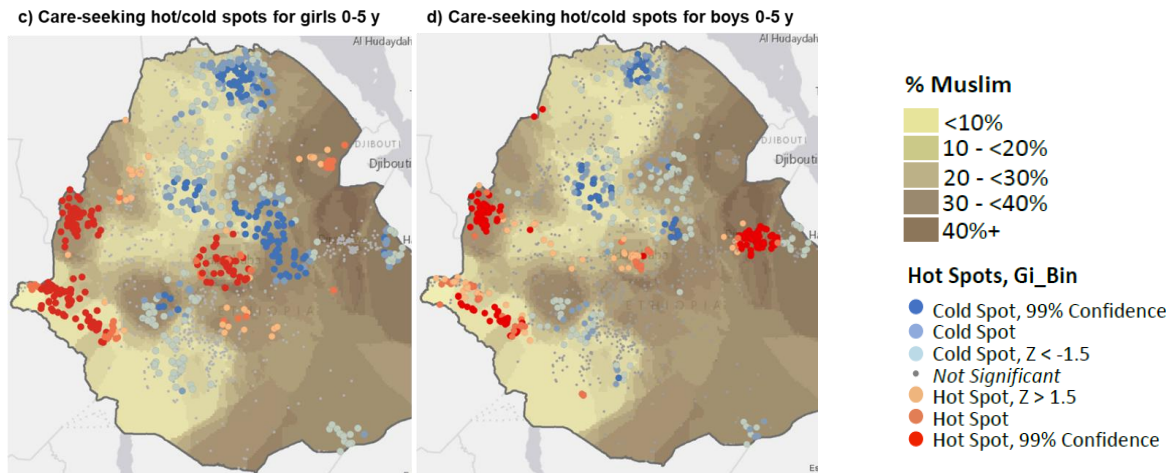 c) Care-seeking hot/cold spots for girls 0-5 y
d) Care-seeking hot/cold spots for boys 0-5 y
Al Hudaydah
DJIBOUTI
Djibouti
Al Hudaydah
DJIBOUTI
Djibouti
ETHIOPIA
% Muslim
<10%
10 - <20%
20 - <30%
30 - <40%
40%+
Hot Spots, Gi_Bin
Cold Spot, 99% Confidence
Cold Spot
Cold Spot, Z < -1.5
Not Significant
Hot Spot, Z > 1.5
Hot Spot
Hot Spot, 99% Confidence